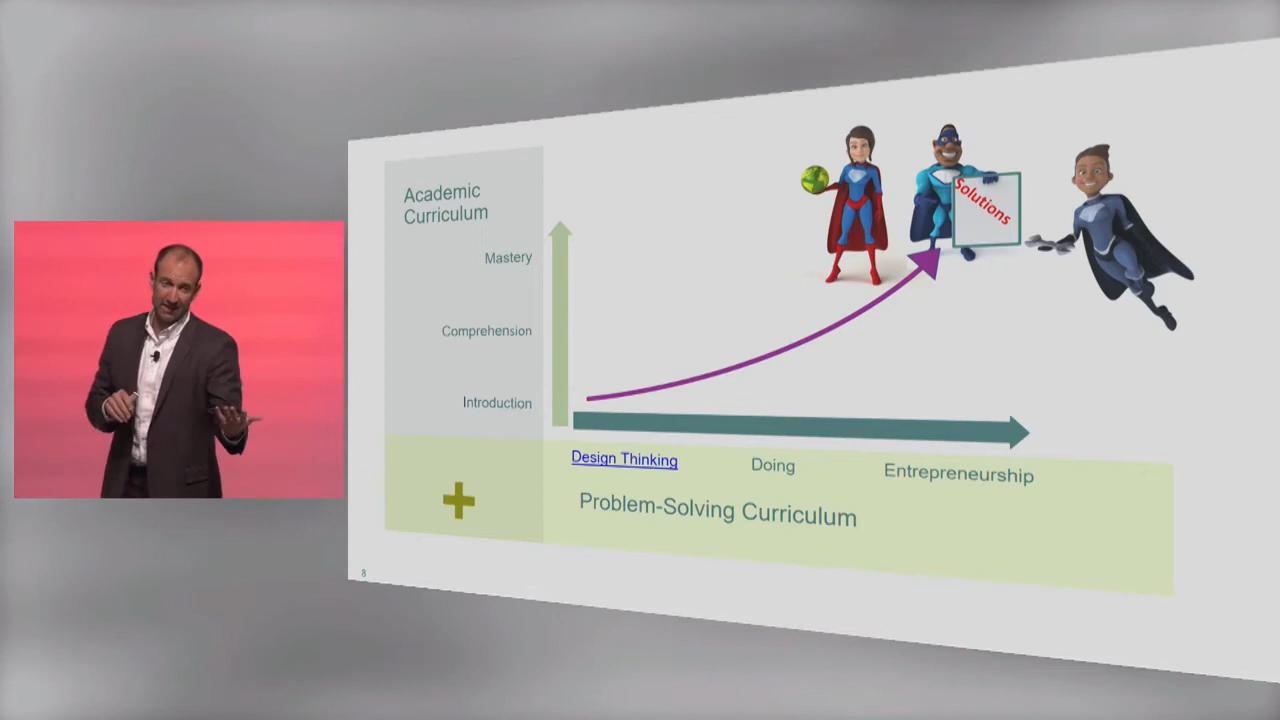 Academic
Curriculum
Mastery
Comprehension
Introduction
Solutions
Design Thinking
Doing
Entrepreneurship
Problem-Solving Curriculum
8